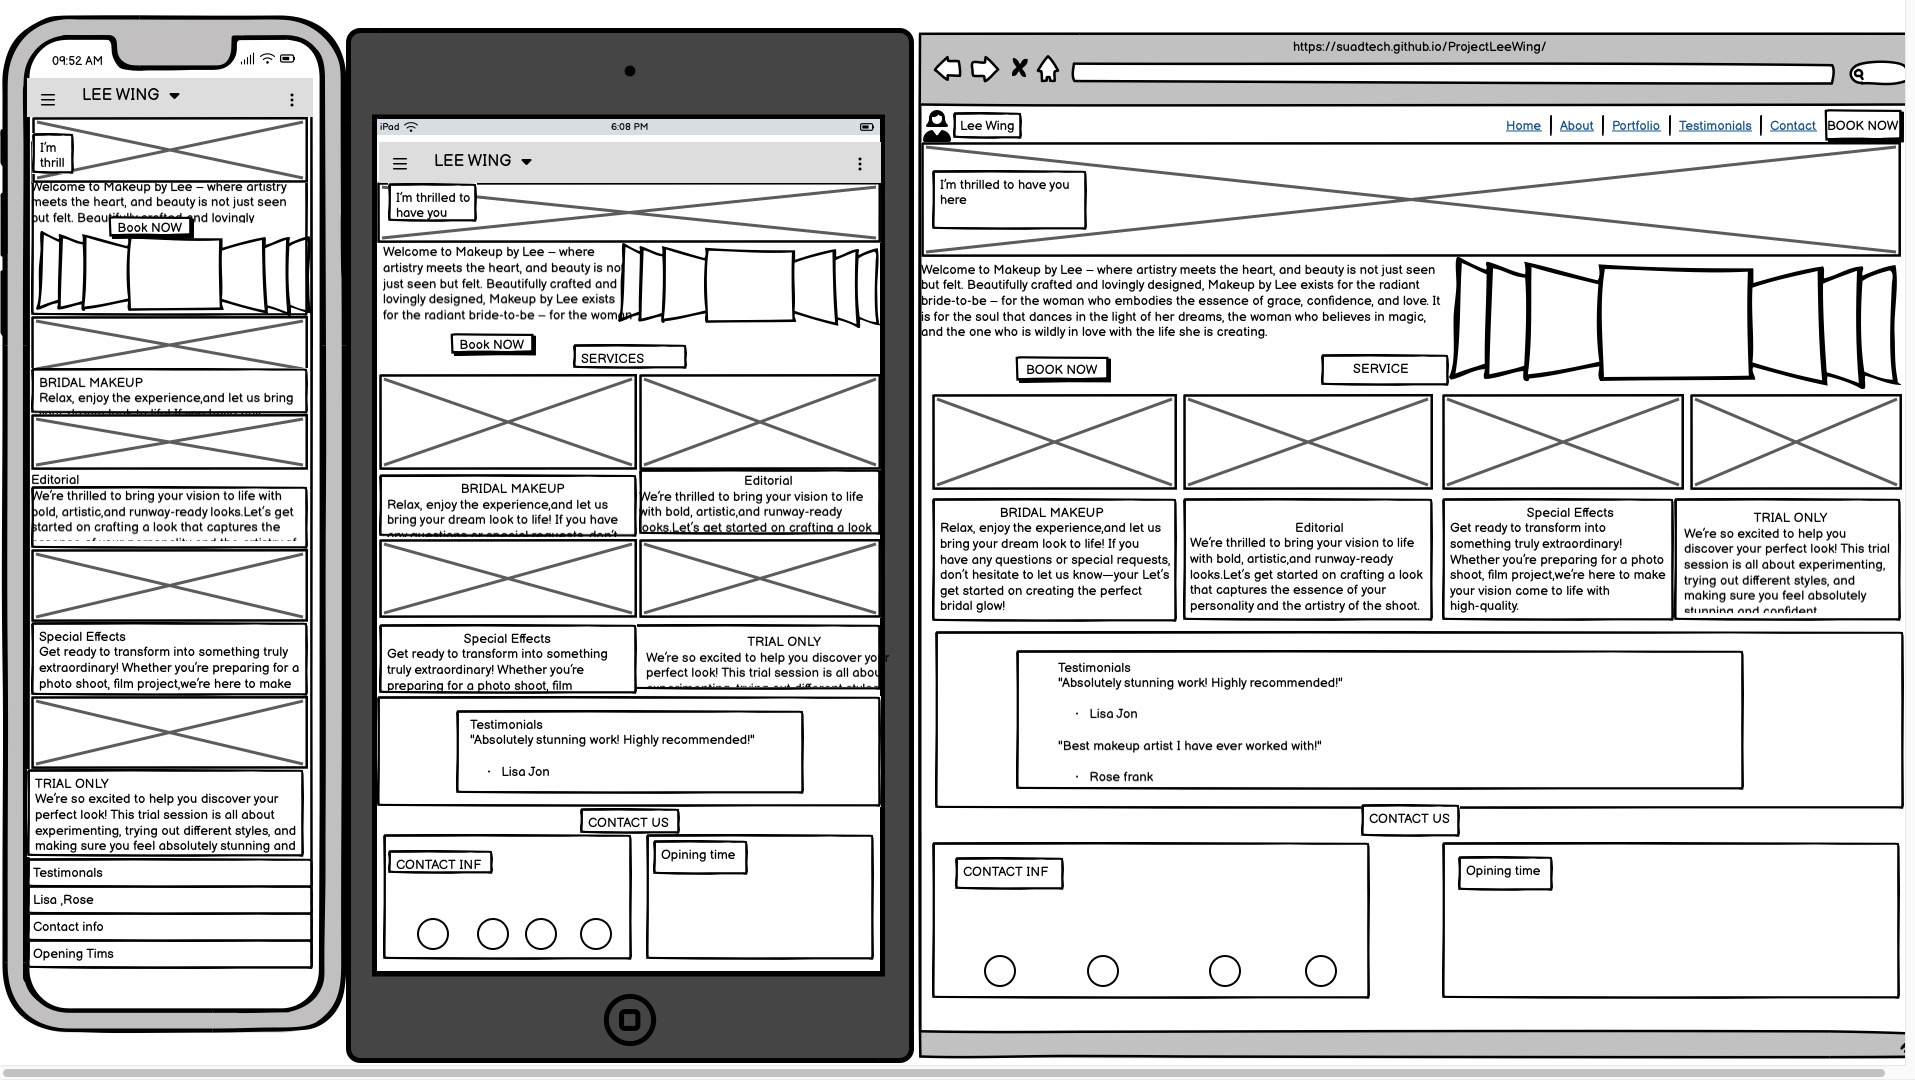 09:52 AM
LEE WING
I'm
thrill
Welcome to Makeup by Lee – where artistry
meets the heart, and beauty is not just seen
but felt. Beautifully crafted and lovingly
Book NOW
BRIDAL MAKEUP
Relax, enjoy the experience,and let us bring
Editorial
We're thrilled to bring your vision to life with
bold, artistic,and runway-ready looks.Let's get
started on crafting a look that captures the
essence of your personality and the artistry of
Special Effects
Get ready to transform into something truly
extraordinary! Whether you're preparing for a
photo shoot, film project,we're here to make
TRIAL ONLY
We're so excited to help you discover your
perfect look! This trial session is all about
experimenting, trying out different styles, and
making sure you feel absolutely stunning and
Testimonals
Lisa ,Rose
Contact info
Opening Tims
iPad
6:08 PM
LEE WING
I'm thrilled to
have you
Welcome to Makeup by Lee – where
artistry meets the heart, and beauty is not
just seen but felt. Beautifully crafted and
lovingly designed, Makeup by Lee exists
for the radiant bride-to-be – for the woman
Book NOW
SERVICES
BRIDAL MAKEUP
Relax, enjoy the experience,and let us
bring your dream look to life! If you have
any questions or special requests, don't
Editorial
We're thrilled to bring your vision to life
with bold, artistic,and runway-ready
looks.Let's get started on crafting a look
Special Effects
Get ready to transform into something
truly extraordinary! Whether you're
preparing for a photo shoot, film
TRIAL ONLY
We're so excited to help you discover your
perfect look! This trial session is all about
experimenting, trying out different styles,
Testimonials
"Absolutely stunning work! Highly recommended!"
· Lisa Jon
CONTACT US
CONTACT INF
Opining time
https://suadtech.github.io/ProjectLeeWing/
Lee Wing
Home About Portfolio Testimonials Contact BOOK NOW
I'm thrilled to have you
here
Welcome to Makeup by Lee – where artistry meets the heart, and beauty is not just seen
but felt. Beautifully crafted and lovingly designed, Makeup by Lee exists for the radiant
bride-to-be – for the woman who embodies the essence of grace, confidence, and love. It
is for the soul that dances in the light of her dreams, the woman who believes in magic,
and the one who is wildly in love with the life she is creating.
BOOK NOW
SERVICE
BRIDAL MAKEUP
Relax, enjoy the experience,and let us
bring your dream look to life! If you
have any questions or special requests,
don't hesitate to let us know—your Let's
get started on creating the perfect
bridal glow!
Editorial
We're thrilled to bring your vision to life
with bold, artistic,and runway-ready
looks.Let's get started on crafting a look
that captures the essence of your
personality and the artistry of the shoot.
Special Effects
Get ready to transform into
something truly extraordinary!
Whether you're preparing for a photo
shoot, film project,we're here to make
your vision come to life with
high-quality.
TRIAL ONLY
We're so excited to help you
discover your perfect look! This trial
session is all about experimenting,
trying out different styles, and
making sure you feel absolutely
stunning and confident
Testimonials
"Absolutely stunning work! Highly recommended!"
· Lisa Jon
"Best makeup artist I have ever worked with!"
· Rose frank
CONTACT US
CONTACT INF
Opining time